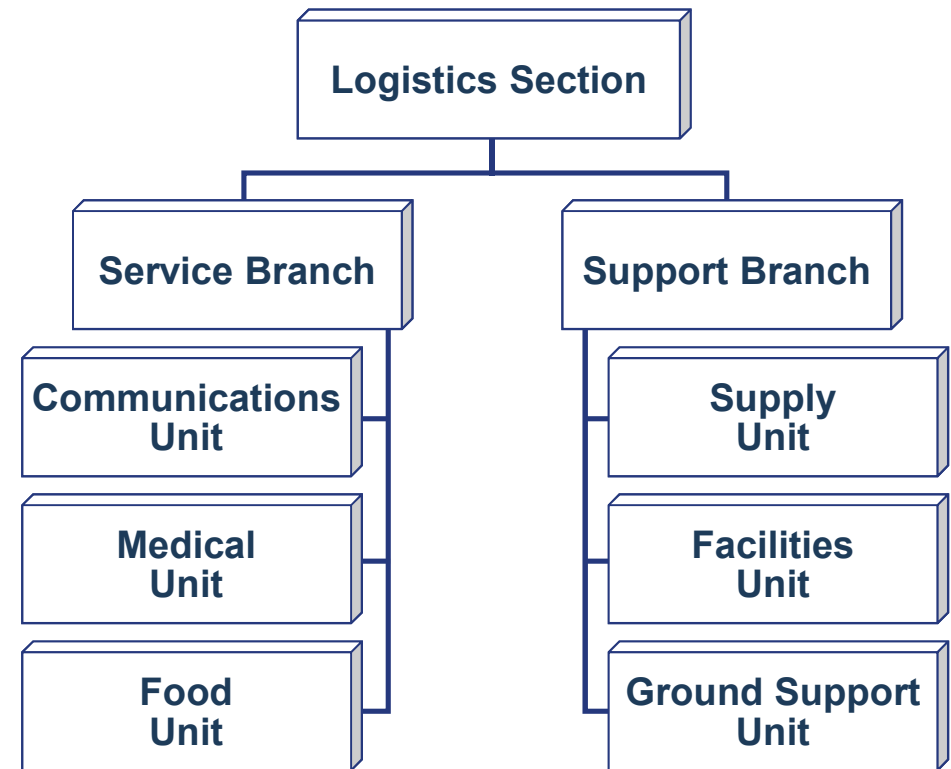 Logistics Section
Service Branch
Support Branch
Communications
Unit
Supply
Unit
Medical
Unit
Facilities
Unit
Food
Unit
Ground Support
Unit